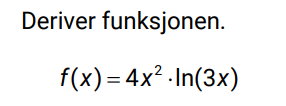 Deriver funksjonen.
f(x) = 4x² ·ln(3x)